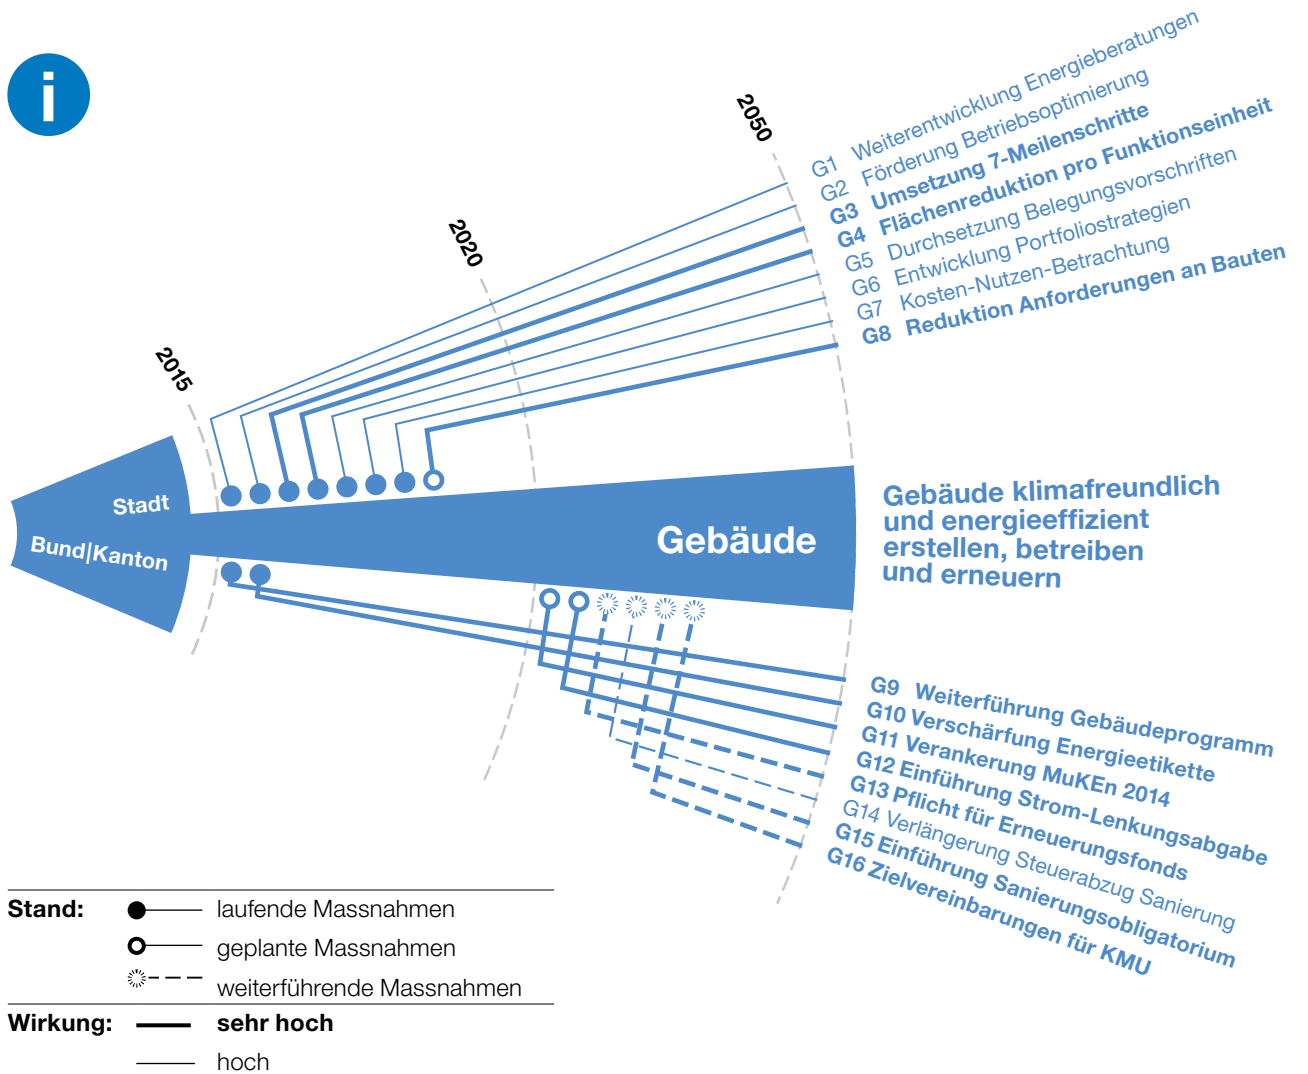 i
2015
2020
2050
G1 Weiterentwicklung Energieberatungen
G2 Förderung Betriebsoptimierung
G3 Umsetzung 7-Meilenschritte
G4 Flächenreduktion pro Funktionseinheit
G5 Durchsetzung Belegungsvorschriften
G6 Entwicklung Portfoliostrategien
G7 Kosten-Nutzen-Betrachtung
G8 Reduktion Anforderungen an Bauten
Stadt
Bund|Kanton
Gebäude
Gebäude klimafreundlich
und energieeffizient
erstellen, betreiben
und erneuern
G9 Weiterführung Gebäudeprogramm
G10 Verschärfung Energieetikette
G11 Verankerung MuKEn 2014
G12 Einführung Strom-Lenkungsabgabe
G13 Pflicht für Erneuerungsfonds
G14 Verlängerung Steuerabzug Sanierung
G15 Einführung Sanierungsobligatorium
G16 Zielvereinbarungen für KMU
Stand: laufende Massnahmen
geplante Massnahmen
weiterführende Massnahmen
Wirkung: sehr hoch
hoch